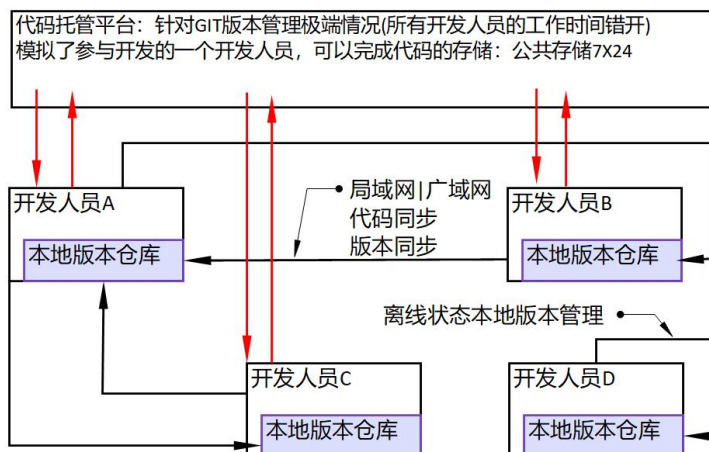 代码托管平台：针对GIT版本管理极端情况(所有开发人员的工作时间错开)
模拟了参与开发的一个开发人员，可以完成代码的存储：公共存储7X24
开发人员A
本地版本仓库
局域网|广域网
代码同步
版本同步
开发人员B
本地版本仓库
离线状态本地版本管理
开发人员C
本地版本仓库
开发人员D
本地版本仓库